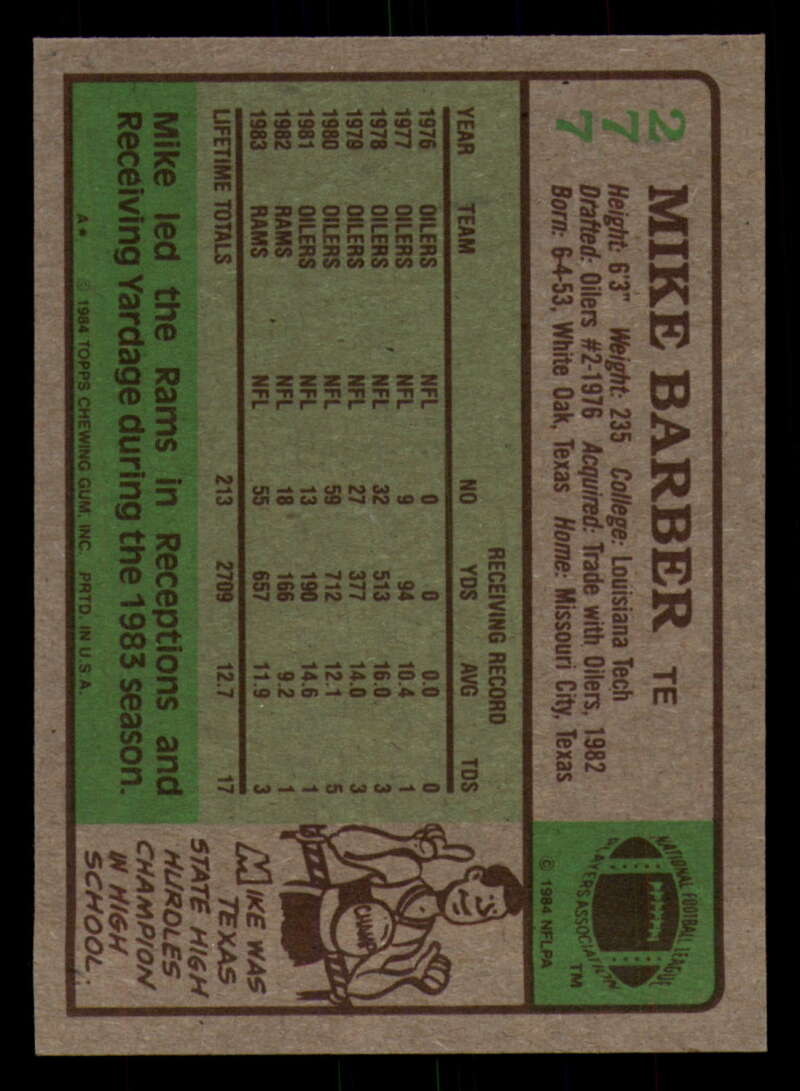 277
MIKE BARBER TE
Height: 6'3" Weight: 235 College: Louisiana Tech
Drafted: Oilers #2-1976 Acquired: Trade with Oilers, 1982
Born: 6-4-53, White Oak, Texas Home: Missouri City, Texas
NATIONAL FOOTBALL LEAGUE
PLAYERS ASSOCIATION
TM
© 1984 NFLPA
RECEIVING RECORD
YEAR TEAM NO YDS AVG TDS
1976 OILERS NFL 0 0 0.0 0
1977 OILERS NFL 9 94 10.4 1
1978 OILERS NFL 32 513 16.0 3
1979 OILERS NFL 27 377 14.0 3
1980 OILERS NFL 59 712 12.1 5
1981 OILERS NFL 13 190 14.6 1
1982 RAMS NFL 18 166 9.2 1
1983 RAMS NFL 55 657 11.9 3
LIFETIME TOTALS 213 2709 12.7 17
Mike led the Rams in Receptions and
Receiving Yardage during the 1983 season.
A* © 1984 TOPPS CHEWING GUM, INC. PRTD. IN U.S.A.
CHAMP
MIKE WAS
TEXAS
STATE HIGH
HURDLES
CHAMPION
IN HIGH
SCHOOL.